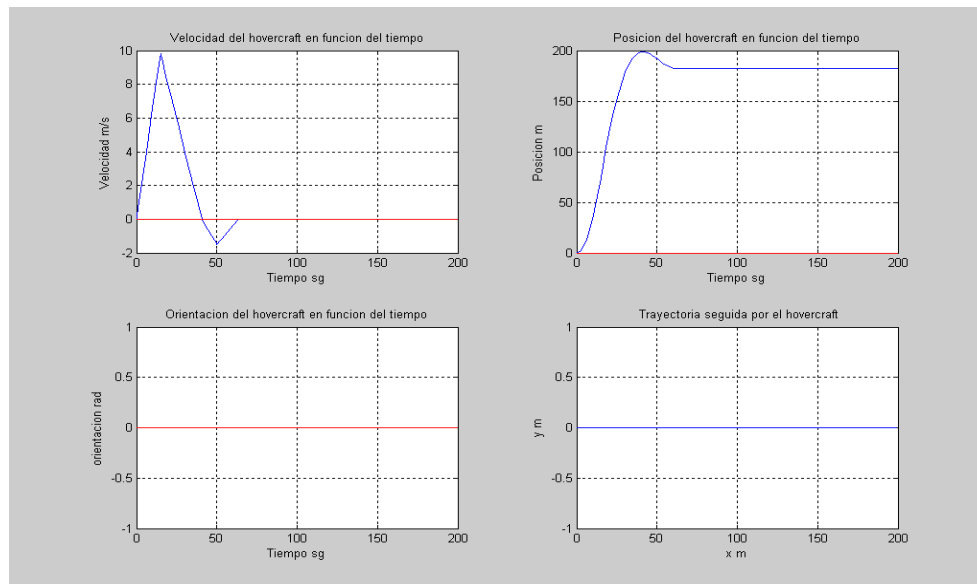 Velocidad del hovercraft en funcion del tiempo
10
8
6
4
2
0
-2
Velocidad m/s
0 50 100 150 200
Tiempo sg
Posicion del hovercraft en funcion del tiempo
200
150
100
50
0
Posicion m
0 50 100 150 200
Tiempo sg
Orientacion del hovercraft en funcion del tiempo
1
0.5
0
-0.5
-1
orientacion rad
0 50 100 150 200
Tiempo sg
Trayectoria seguida por el hovercraft
1
0.5
0
-0.5
-1
y m
0 50 100 150 200
x m